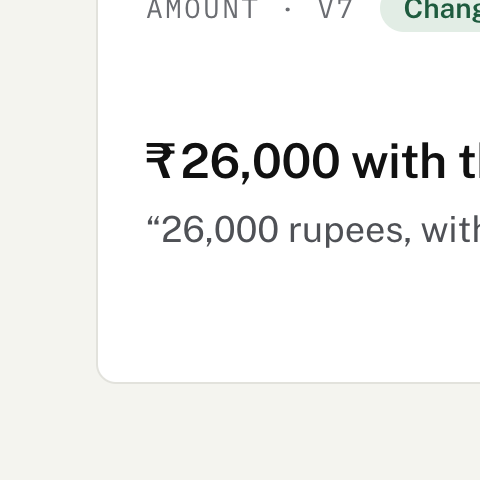 AMOUNT · V7 Chang
₹26,000 with t
“26,000 rupees, with